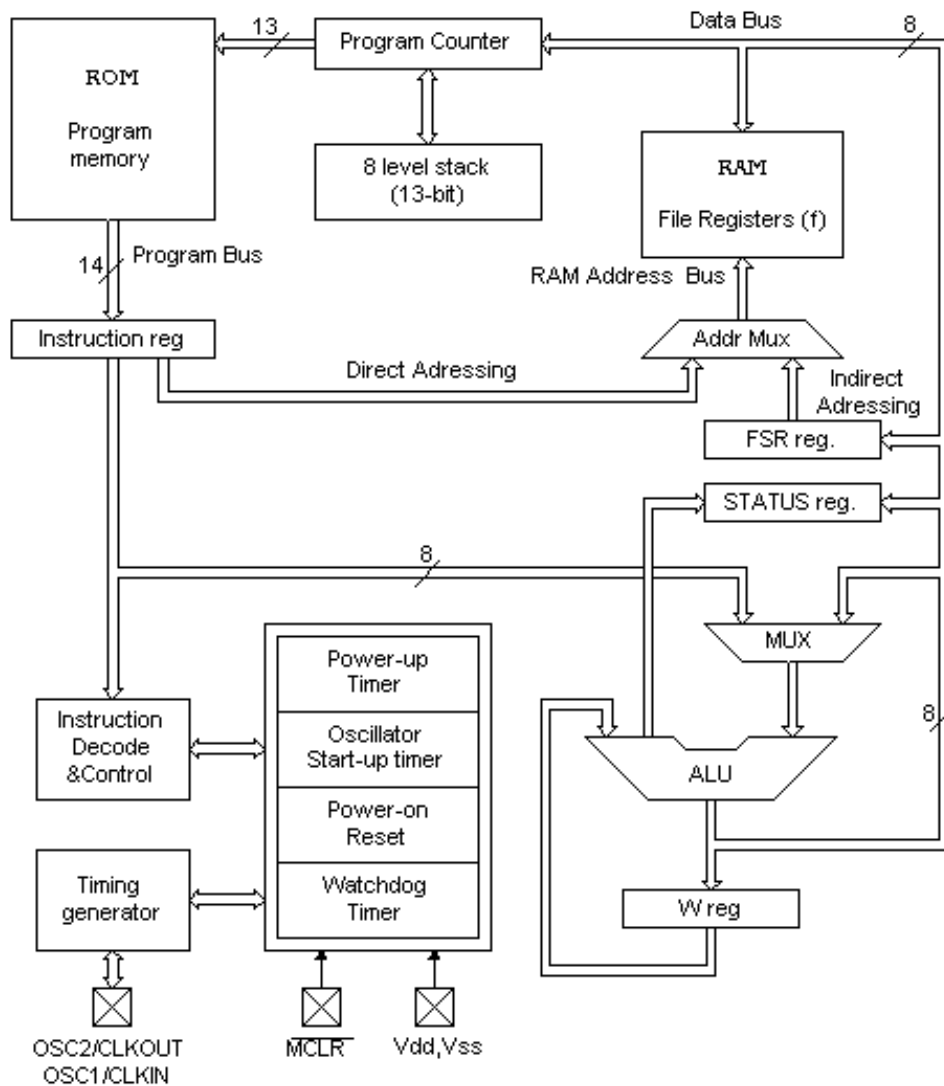 Data Bus
8
13
Program Counter
ROM
Program
memory
8 level stack
(13-bit)
RAM
File Registers (f)
14
Program Bus
RAM Address Bus
Instruction reg
Addr Mux
Direct Adressing
Indirect
Adressing
FSR reg.
STATUS reg.
8
MUX
Power-up
Timer
Instruction
Decode
&Control
Oscillator
Start-up timer
8
ALU
Power-on
Reset
Timing
generator
Watchdog
Timer
W reg
OSC2/CLKOUT
OSC1/CLKIN
MCLR
Vdd,Vss